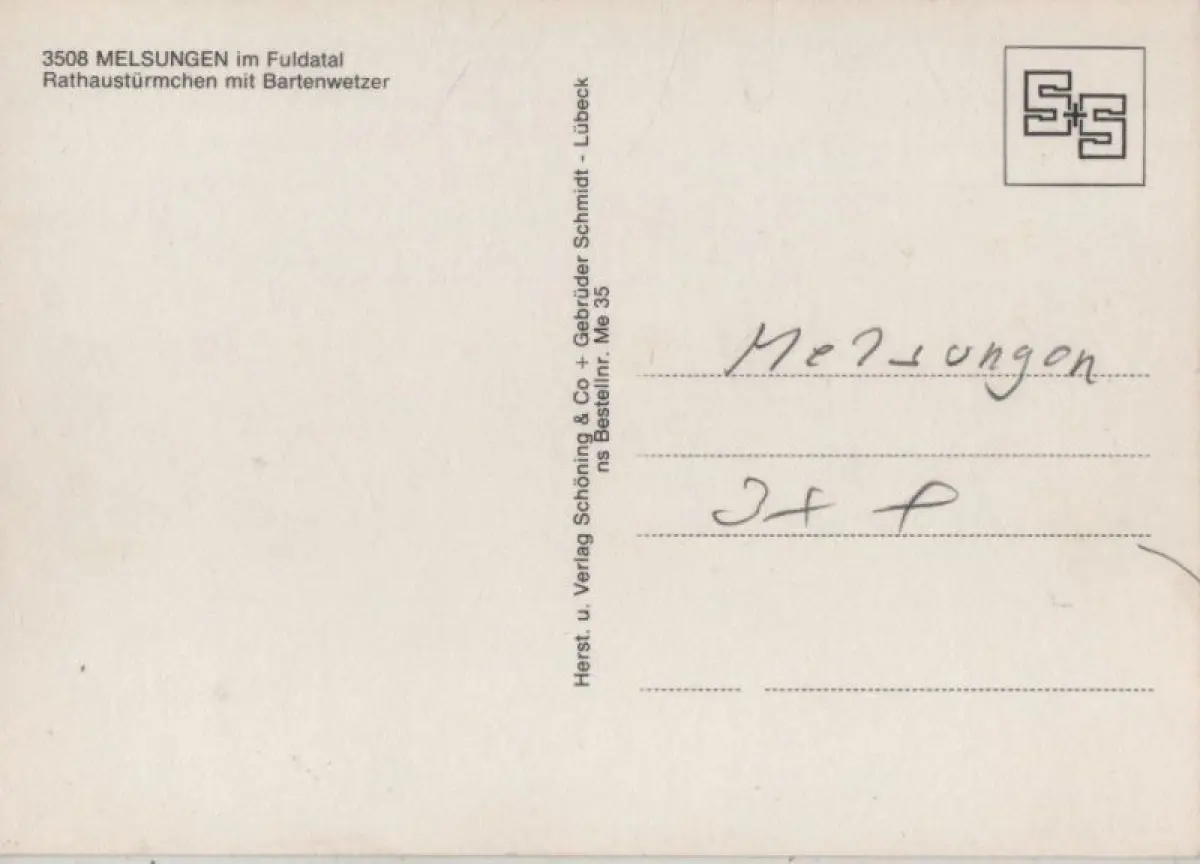 3508 MELSUNGEN im Fuldatal
Rathaustürmchen mit Bartenwetzer
Herst. u. Verlag Schöning & Co + Gebrüder Schmidt - Lübeck
ns Bestellnr. Me 35
S+S
Melsungen